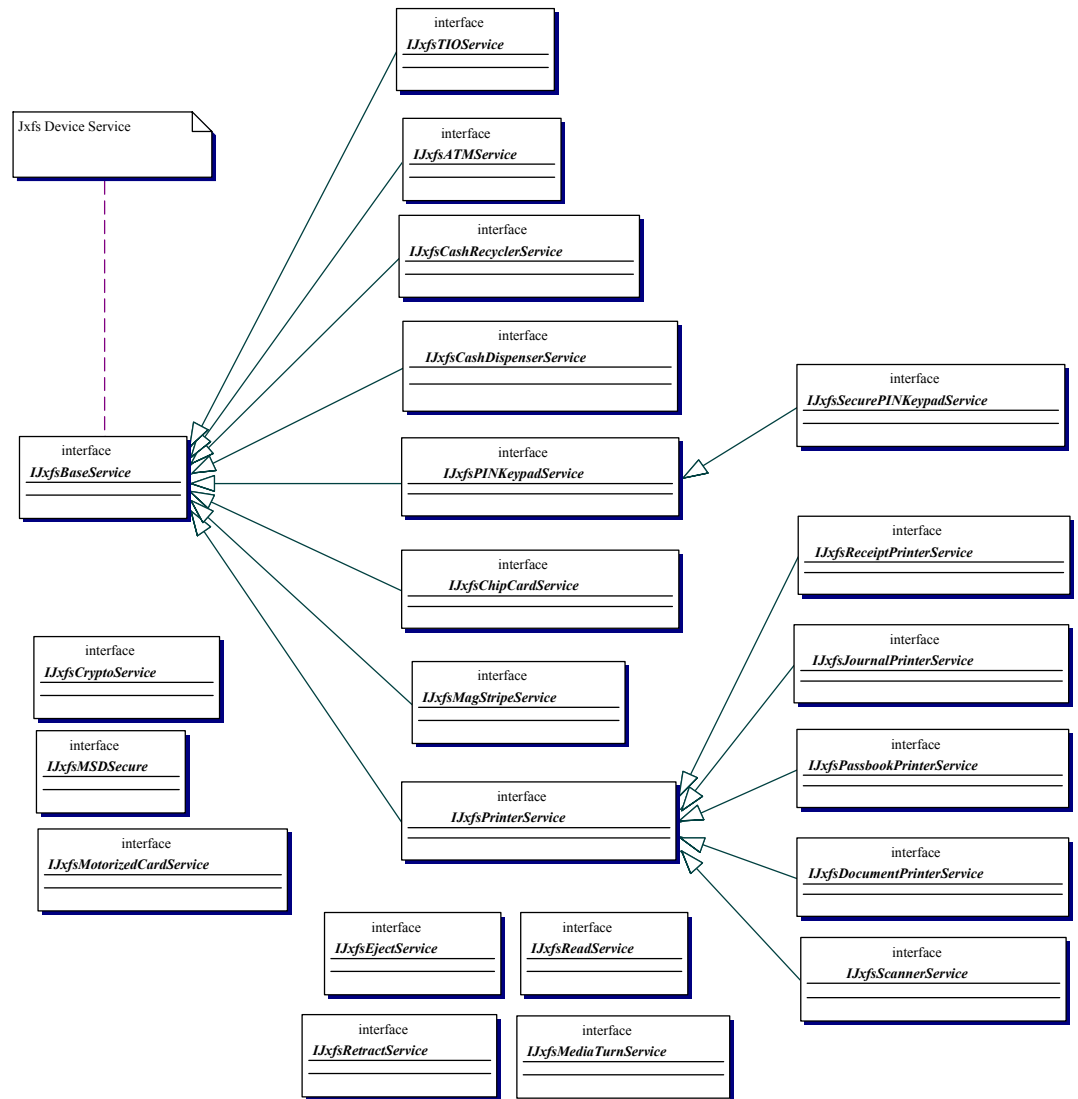 interface
IJxfsTIOService
Jxfs Device Service
interface
IJxfsATMService
interface
IJxfsCashRecyclerService
interface
IJxfsCashDispenserService
interface
IJxfsSecurePINKeypadService
interface
IJxfsBaseService
interface
IJxfsPINKeypadService
interface
IJxfsReceiptPrinterService
interface
IJxfsChipCardService
interface
IJxfsJournalPrinterService
interface
IJxfsCryptoService
interface
IJxfsMagStripeService
interface
IJxfsMSDSecure
interface
IJxfsPassbookPrinterService
interface
IJxfsPrinterService
interface
IJxfsMotorizedCardService
interface
IJxfsDocumentPrinterService
interface
IJxfsEjectService
interface
IJxfsReadService
interface
IJxfsScannerService
interface
IJxfsRetractService
interface
IJxfsMediaTurnService